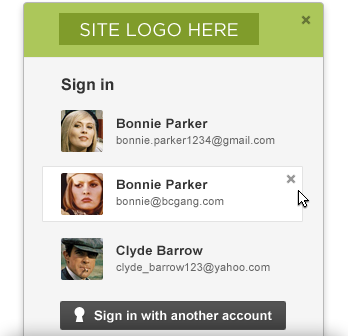 SITE LOGO HERE
Sign in
Bonnie Parker
bonnie.parker1234@gmail.com
Bonnie Parker
bonnie@bcgang.com
Clyde Barrow
clyde_barrow123@yahoo.com
Sign in with another account